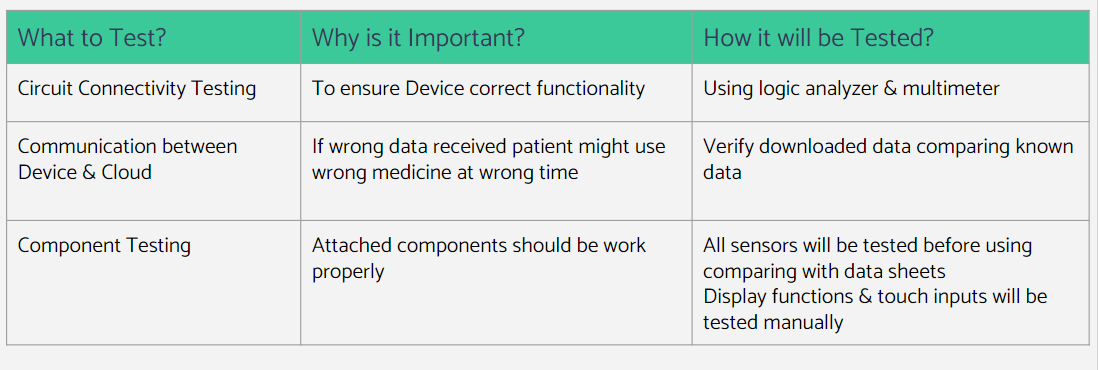 What to Test?
Why is it Important?
How it will be Tested?
Circuit Connectivity Testing
To ensure Device correct functionality
Using logic analyzer & multimeter
Communication between
Device & Cloud
If wrong data received patient might use
wrong medicine at wrong time
Verify downloaded data comparing known
data
Component Testing
Attached components should be work
properly
All sensors will be tested before using
comparing with data sheets
Display functions & touch inputs will be
tested manually